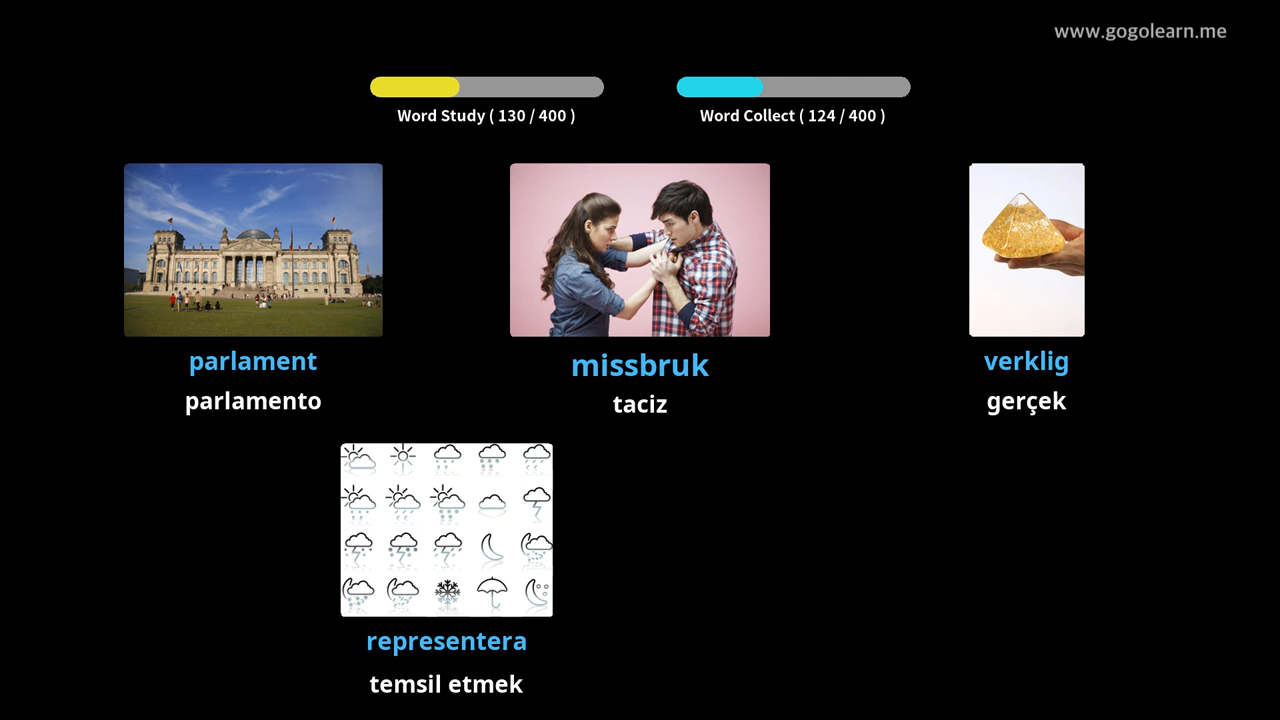 www.gogolearn.me
Word Study ( 130 / 400 )
Word Collect ( 124 / 400 )
parlament
parlamento
missbruk
taciz
verklig
gerçek
representera
temsil etmek